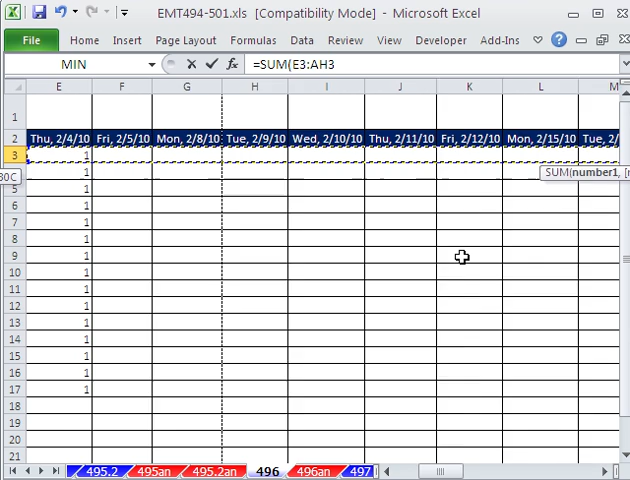 EMT494-501.xls [Compatibility Mode] - Microsoft Excel
File Home Insert Page Layout Formulas Data Review View Developer Add-Ins
MIN fx =SUM(E3:AH3
E F G H I J K L M
1
2 Thu, 2/4/10 Fri, 2/5/10 Mon, 2/8/10 Tue, 2/9/10 Wed, 2/10/10 Thu, 2/11/10 Fri, 2/12/10 Mon, 2/15/10 Tue, 2/
3 1
1
30C SUM(number1, [n
5 1
6 1
7 1
8 1
9 1
10 1
11 1
12 1
13 1
14 1
15 1
16 1
17 1
18
19
20
21
495.2 495an 495.2an 496 496an 497